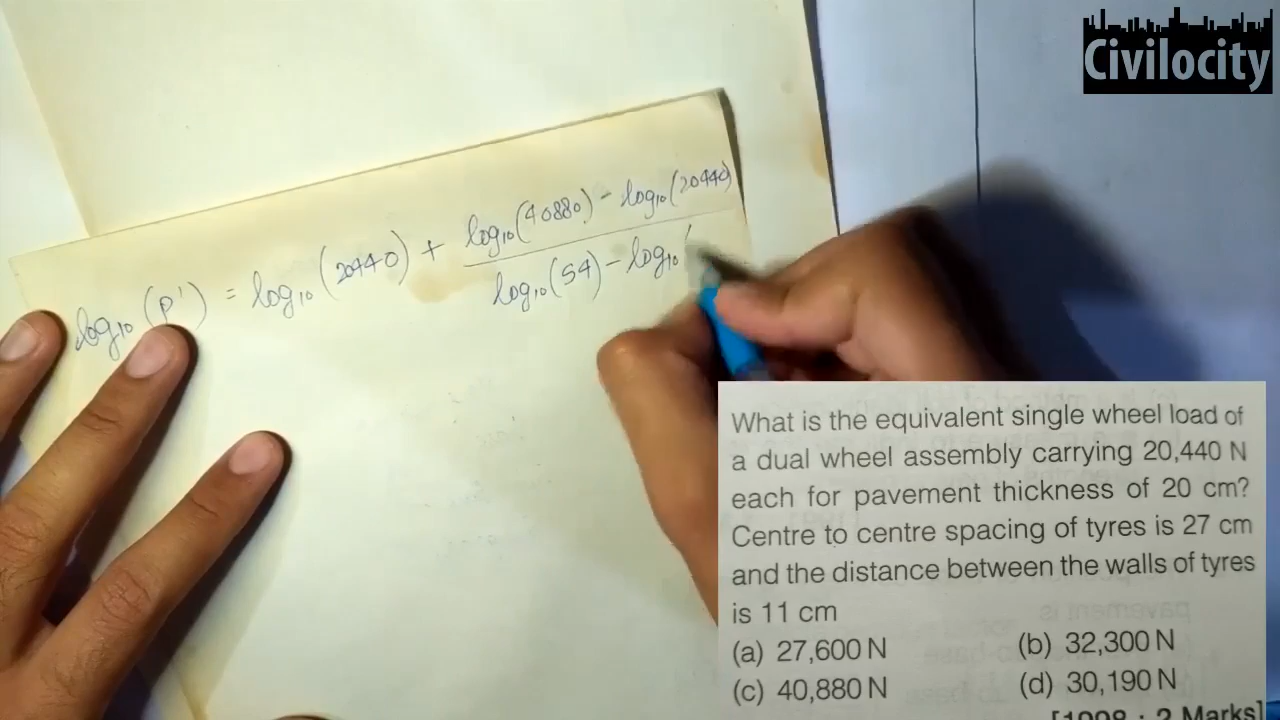 Civilocity
log10 (p') = log10 (20440) + log10(40880) - log10(20440)
log10(54) - log10(
What is the equivalent single wheel load of
a dual wheel assembly carrying 20,440 N
each for pavement thickness of 20 cm?
Centre to centre spacing of tyres is 27 cm
and the distance between the walls of tyres
is 11 cm
(a) 27,600 N (b) 32,300 N
(c) 40,880 N (d) 30,190 N
[1998 : 2 Marks]